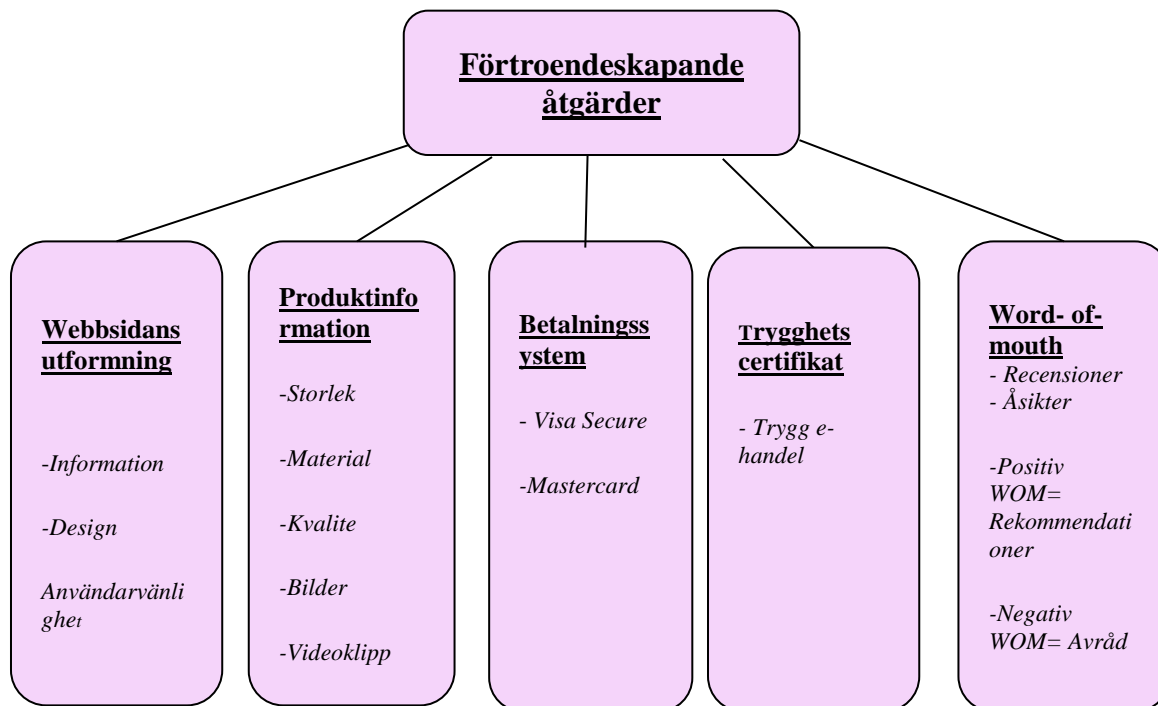 Förtroendeskapande
åtgärder
Webbsidans
utformning
-Information
-Design
Användarvänli
ghet
Produktinfo
rmation
-Storlek
-Material
-Kvalite
-Bilder
-Videoklipp
Betalningss
ystem
- Visa Secure
-Mastercard
Trygghets
certifikat
- Trygg e-
handel
Word- of-
mouth
- Recensioner
- Åsikter
-Positiv
WOM=
Rekommendati
oner
-Negativ
WOM= Avråd